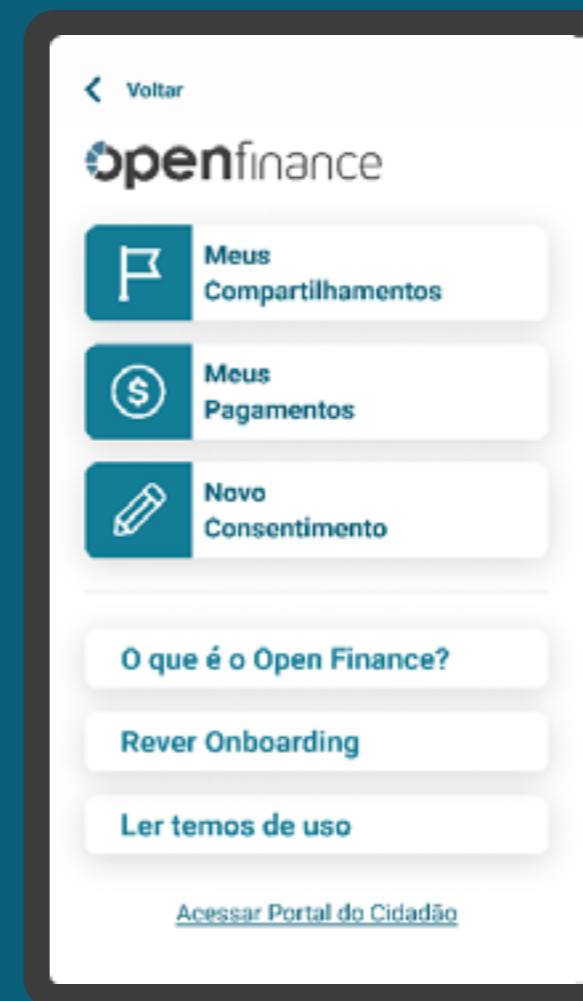 Voltar
openfinance
Meus
Compartilhamentos
Meus
Pagamentos
Novo
Consentimento
O que é o Open Finance?
Rever Onboarding
Ler temos de uso
Acessar Portal do Cidadão